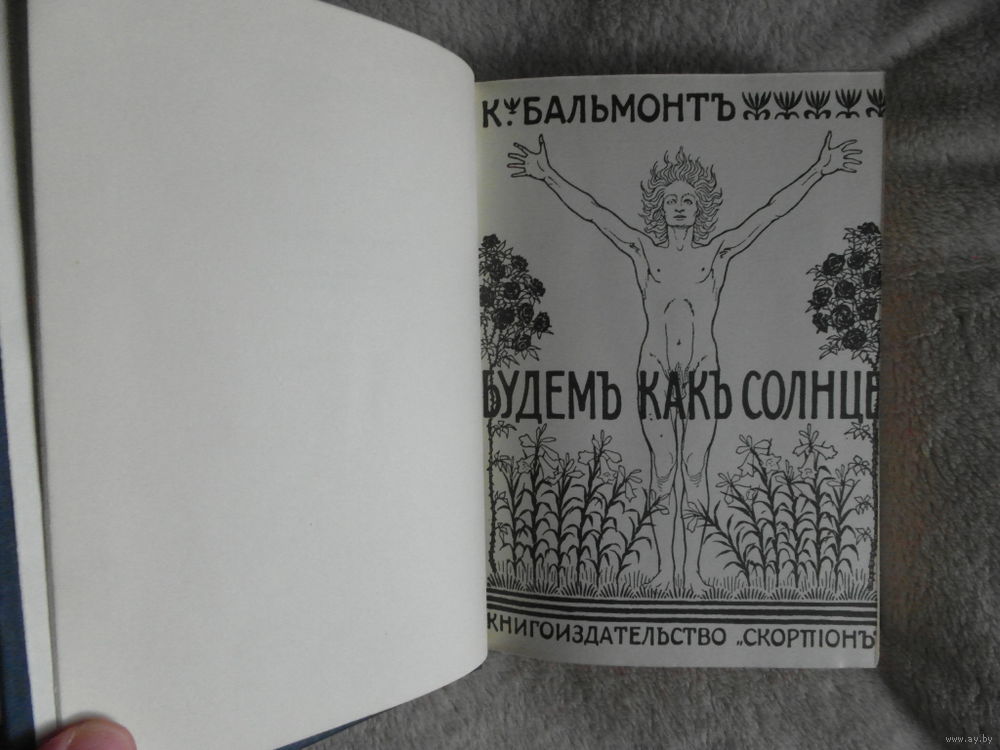 К. БАЛЬМОНТЪ
БУДЕМЪ КАКЪ СОЛНЦЕ
КНИГОИЗДАТЕЛЬСТВО „СКОРПІОНЪ
www.ay.by